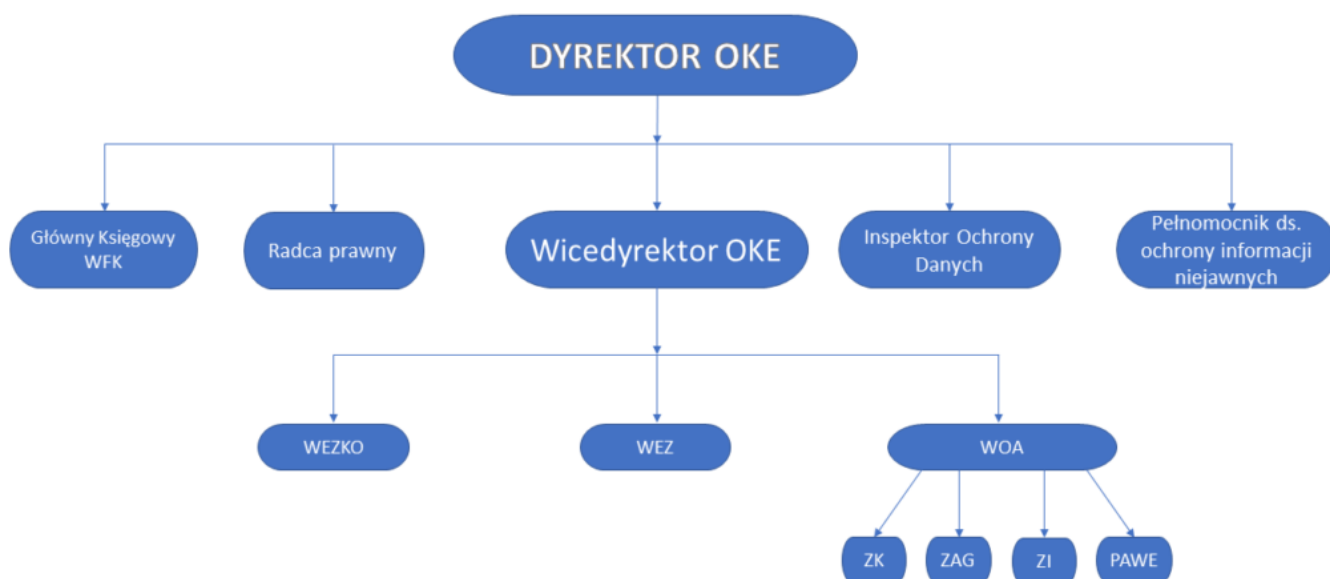 DYREKTOR OKE
Główny Księgowy
WFK
Radca prawny
Wicedyrektor OKE
Inspektor Ochrony
Danych
Pełnomocnik ds.
ochrony informacji
niejawnych
WEZKO
WEZ
WOA
ZK
ZAG
ZI
PAWE